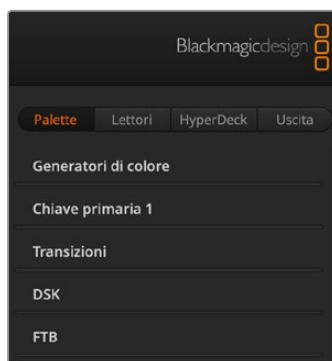 Blackmagicdesign
Palette Lettori HyperDeck Uscita
Generatori di colore
Chiave primaria 1
Transizioni
DSK
FTB